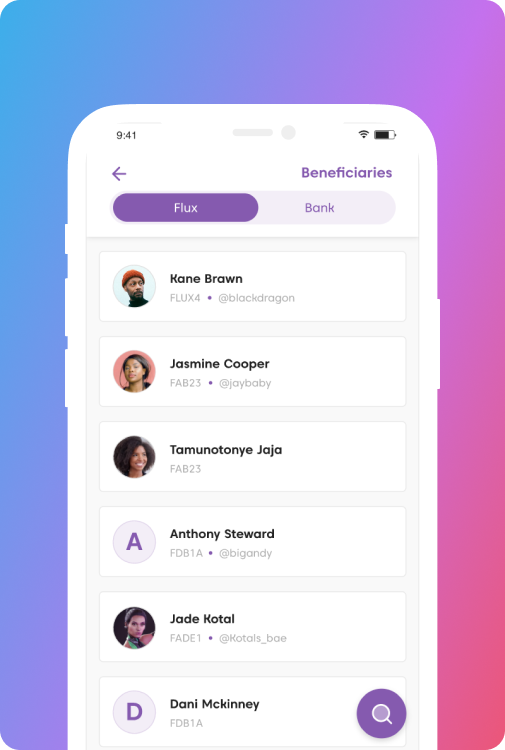 9:41
Beneficiaries
Flux Bank
Kane Brawn
FLUX4 • @blackdragon
Jasmine Cooper
FAB23 • @jaybaby
Tamunotonye Jaja
FAB23
A
Anthony Steward
FDB1A • @bigandy
Jade Kotal
FADE1 • @Kotals_bae
D
Dani Mckinney
FDB1A